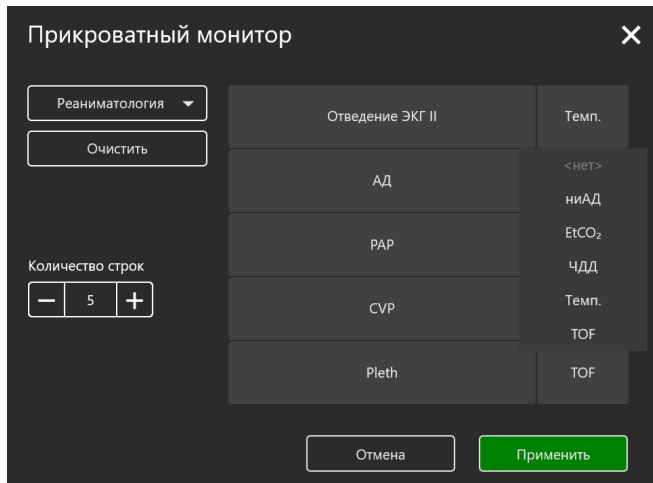 Прикроватный монитор
Реаниматология
Очистить
Количество строк
5
Отведение ЭКГ II
Темп.
АД
PAP
CVP
Pleth
TOF
<нет>
ниАД
EtCO₂
ЧДД
Темп.
TOF
Отмена
Применить